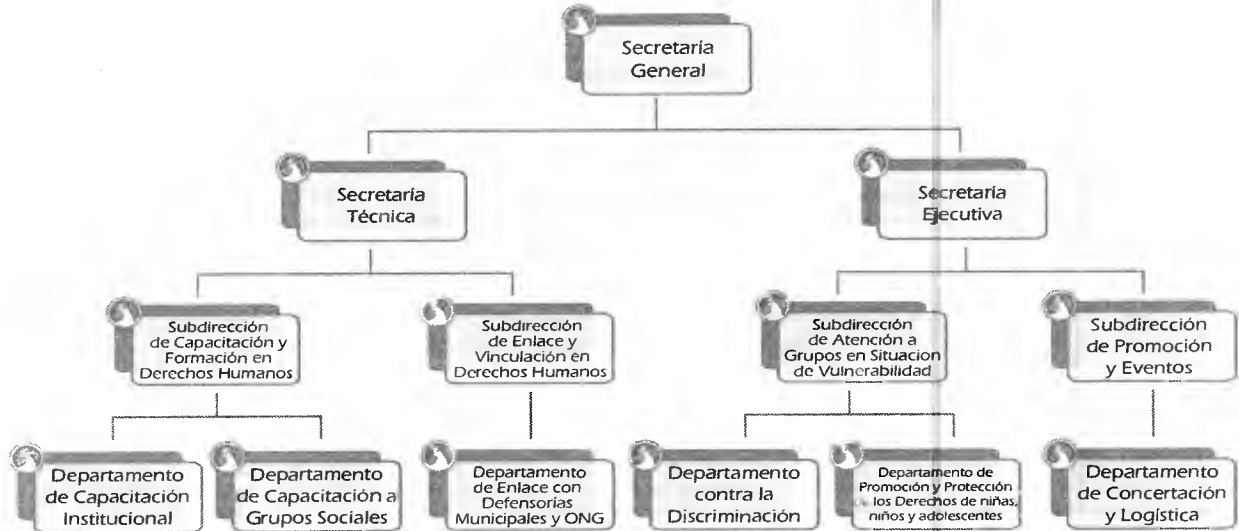 Secretaría
General
Secretaría
Técnica
Secretaría
Ejecutiva
Subdirección
de Capacitación y
Formación en
Derechos Humanos
Subdirección
de Enlace y
Vinculación en
Derechos Humanos
Subdirección
de Atención a
Grupos en Situacion
de Vulnerabilidad
Subdirección
de Promoción
y Eventos
Departamento
de Capacitación
Institucional
Departamento
de Capacitación a
Grupos Sociales
Departamento
de Enlace con
Defensorías
Municipales y ONG
Departamento
contra la
Discriminación
Departamento de
Promoción y Protección
de los Derechos de niñas,
niños y adolescentes
Departamento
de Concertación
y Logística